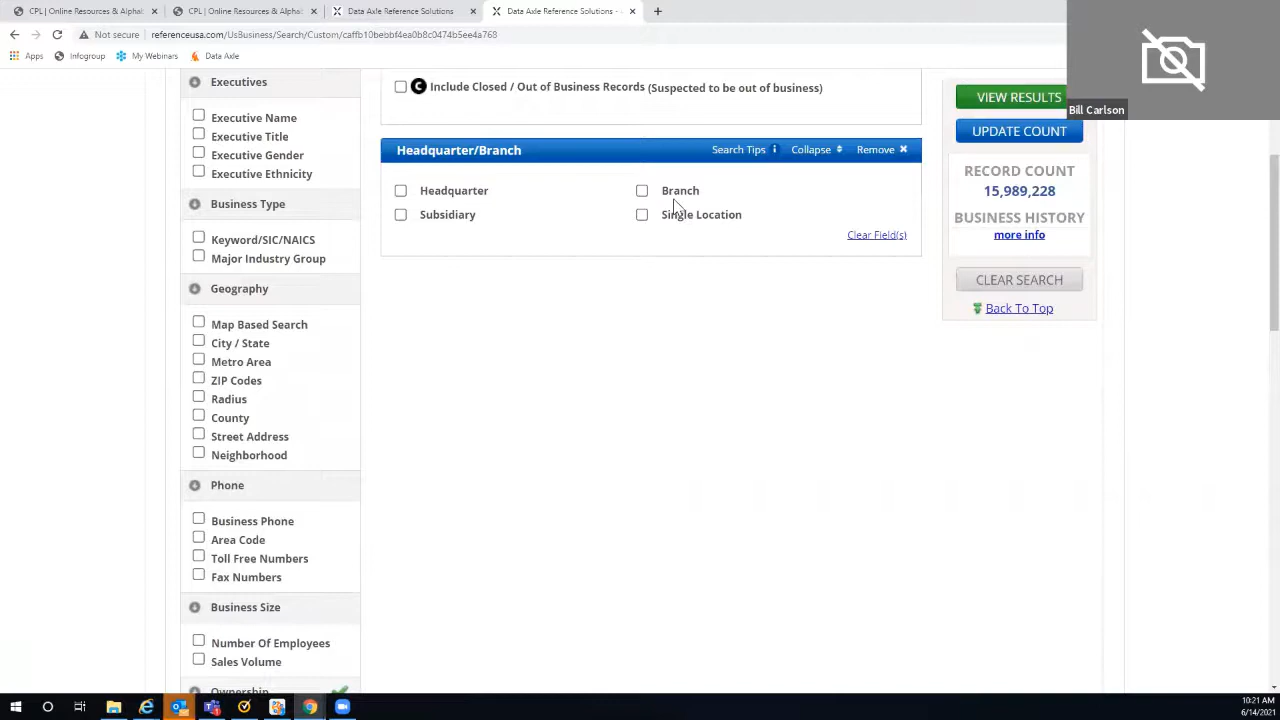 CPL | Online Resources & Alphab
CPL | Online Resources & Alphab
Data Axle Reference Solutions
Data Axle Reference Solutions -
Not secure | referenceusa.com/UsBusiness/Search/Custom/caffb10bebbf4ea0b8c0474b5ee4a768
Apps Infogroup My Webinars Data Axle
Bill Carlson
Executives
Executive Name
Executive Title
Executive Gender
Executive Ethnicity
Business Type
Keyword/SIC/NAICS
Major Industry Group
Geography
Map Based Search
City / State
Metro Area
ZIP Codes
Radius
County
Street Address
Neighborhood
Phone
Business Phone
Area Code
Toll Free Numbers
Fax Numbers
Business Size
Number Of Employees
Sales Volume
Ownership
C Include Closed / Out of Business Records (Suspected to be out of business)
Headquarter/Branch Search Tips i Collapse Remove
Headquarter Branch
Subsidiary Single Location
Clear Field(s)
VIEW RESULTS
UPDATE COUNT
RECORD COUNT
15,989,228
BUSINESS HISTORY
more info
CLEAR SEARCH
Back To Top
10:21 AM
6/14/2021